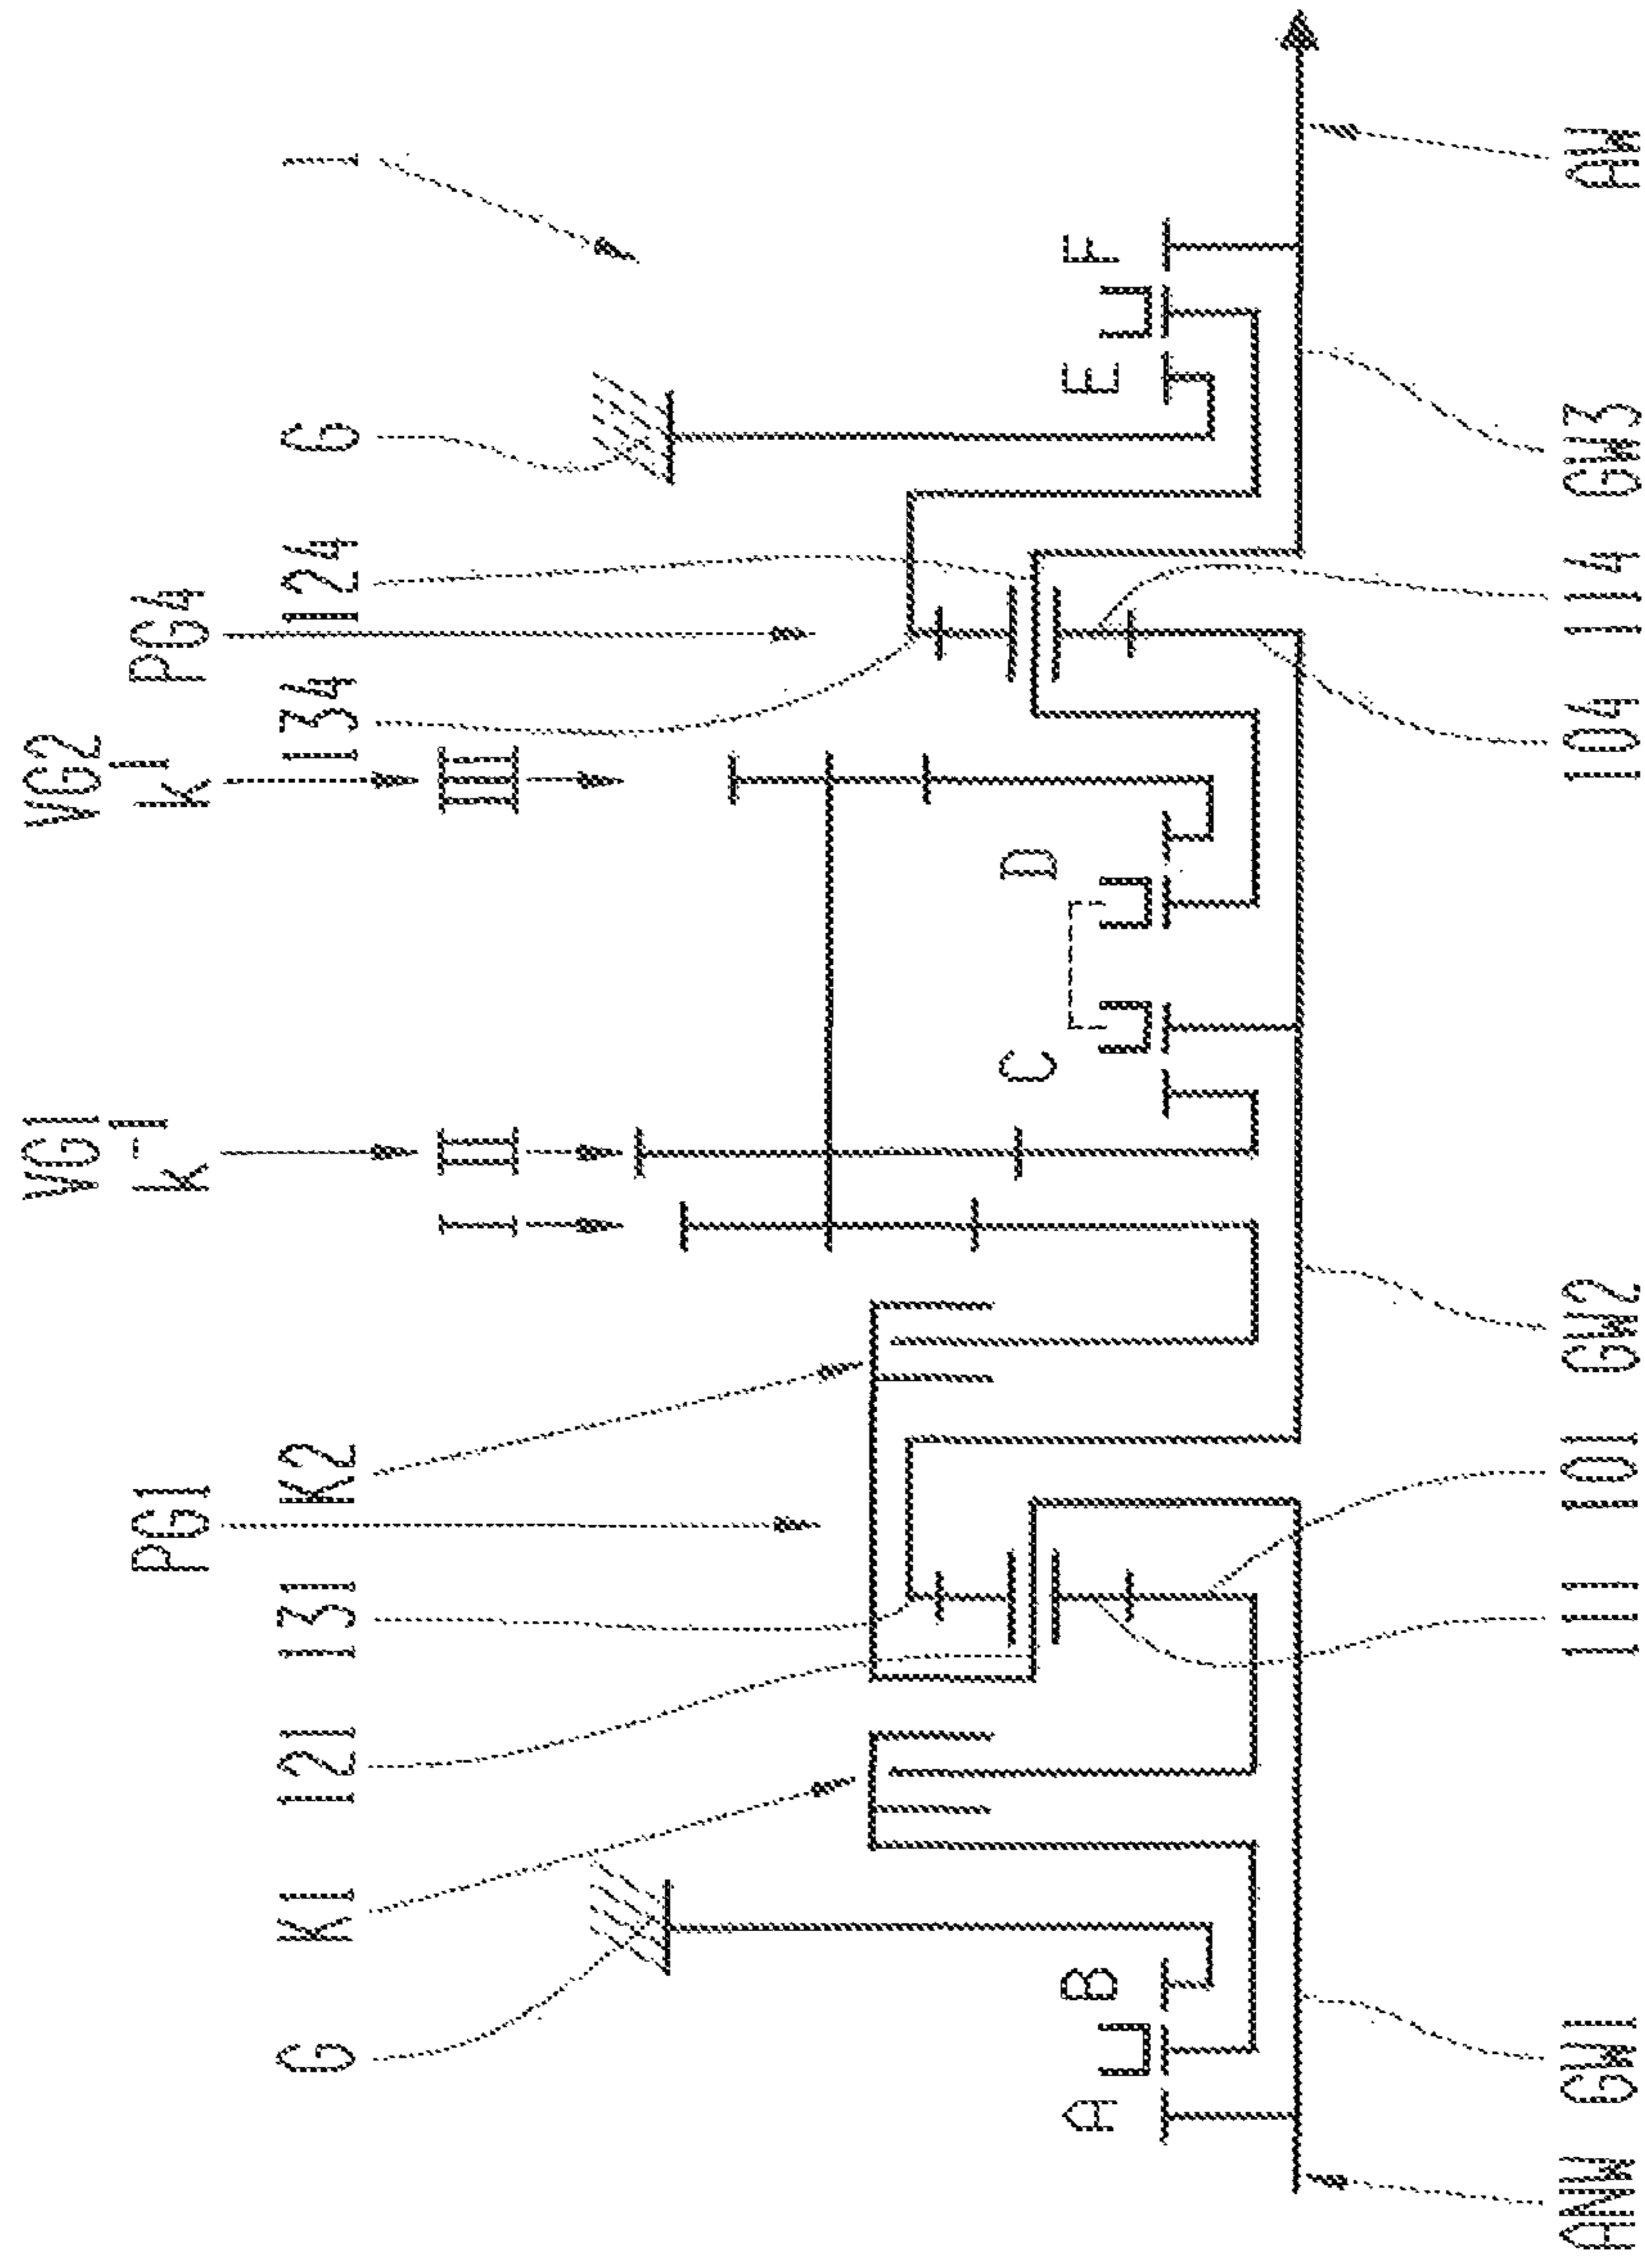 VG1 VG2
PG1 k⁻¹ k¹ PG4
G K1 121 131 K2 134 124 G 1
I II III
C D
A B E F
ANW GW1 111 101 GW2 104 114 GW3 AW